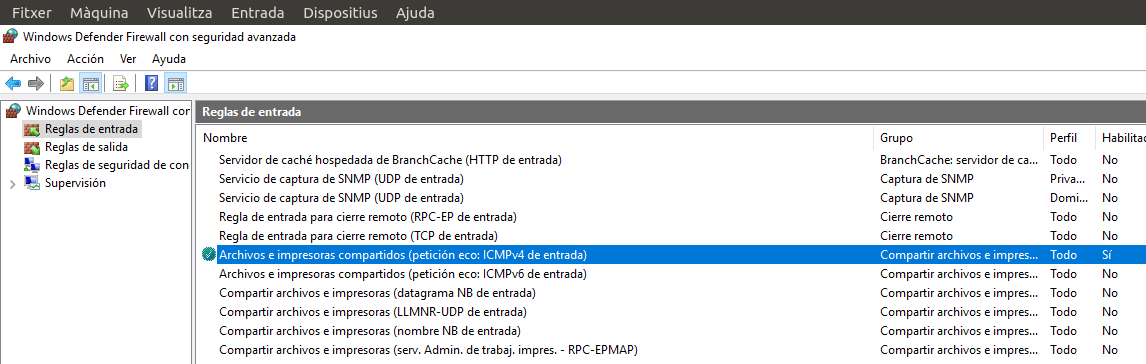 Fitxer Màquina Visualitza Entrada Dispositius Ajuda
Windows Defender Firewall con seguridad avanzada
Archivo Acción Ver Ayuda
Windows Defender Firewall con
Reglas de entrada
Reglas de salida
Reglas de seguridad de con
Supervisión
Reglas de entrada
Nombre Grupo Perfil Habilitad
Servidor de caché hospedada de BranchCache (HTTP de entrada) BranchCache: servidor de ca... Todo No
Servicio de captura de SNMP (UDP de entrada) Captura de SNMP Priva... No
Servicio de captura de SNMP (UDP de entrada) Captura de SNMP Domi... No
Regla de entrada para cierre remoto (RPC-EP de entrada) Cierre remoto Todo No
Regla de entrada para cierre remoto (TCP de entrada) Cierre remoto Todo No
Archivos e impresoras compartidos (petición eco: ICMPv4 de entrada) Compartir archivos e impres... Todo Sí
Archivos e impresoras compartidos (petición eco: ICMPv6 de entrada) Compartir archivos e impres... Todo No
Compartir archivos e impresoras (datagrama NB de entrada) Compartir archivos e impres... Todo No
Compartir archivos e impresoras (LLMNR-UDP de entrada) Compartir archivos e impres... Todo No
Compartir archivos e impresoras (nombre NB de entrada) Compartir archivos e impres... Todo No
Compartir archivos e impresoras (serv. Admin. de trabaj. impres. - RPC-EPMAP) Compartir archivos e impres... Todo No